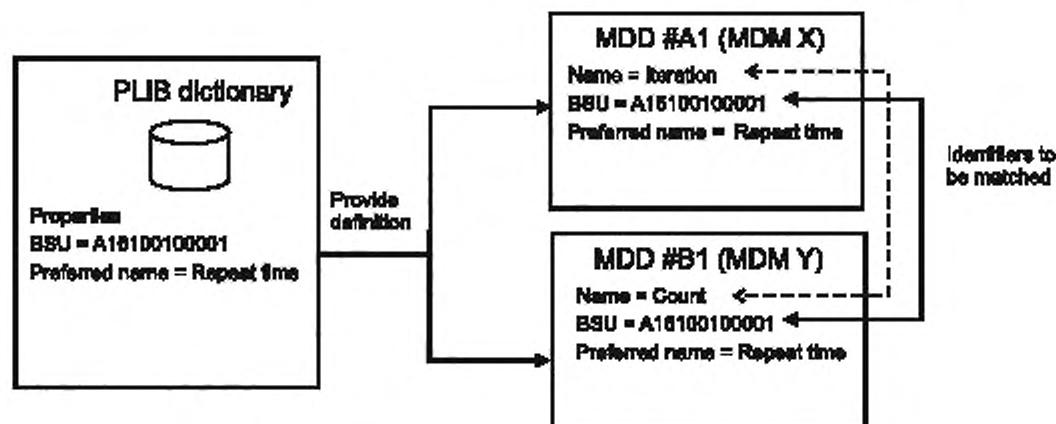 PLIB dictionary
Properties
BSU = A16100100001
Preferred name = Repeat time
Provide
definition
MDD #A1 (MDM X)
Name = Iteration
BSU = A16100100001
Preferred name = Repeat time
MDD #B1 (MDM Y)
Name = Count
BSU = A16100100001
Preferred name = Repeat time
Identifiers to
be matched